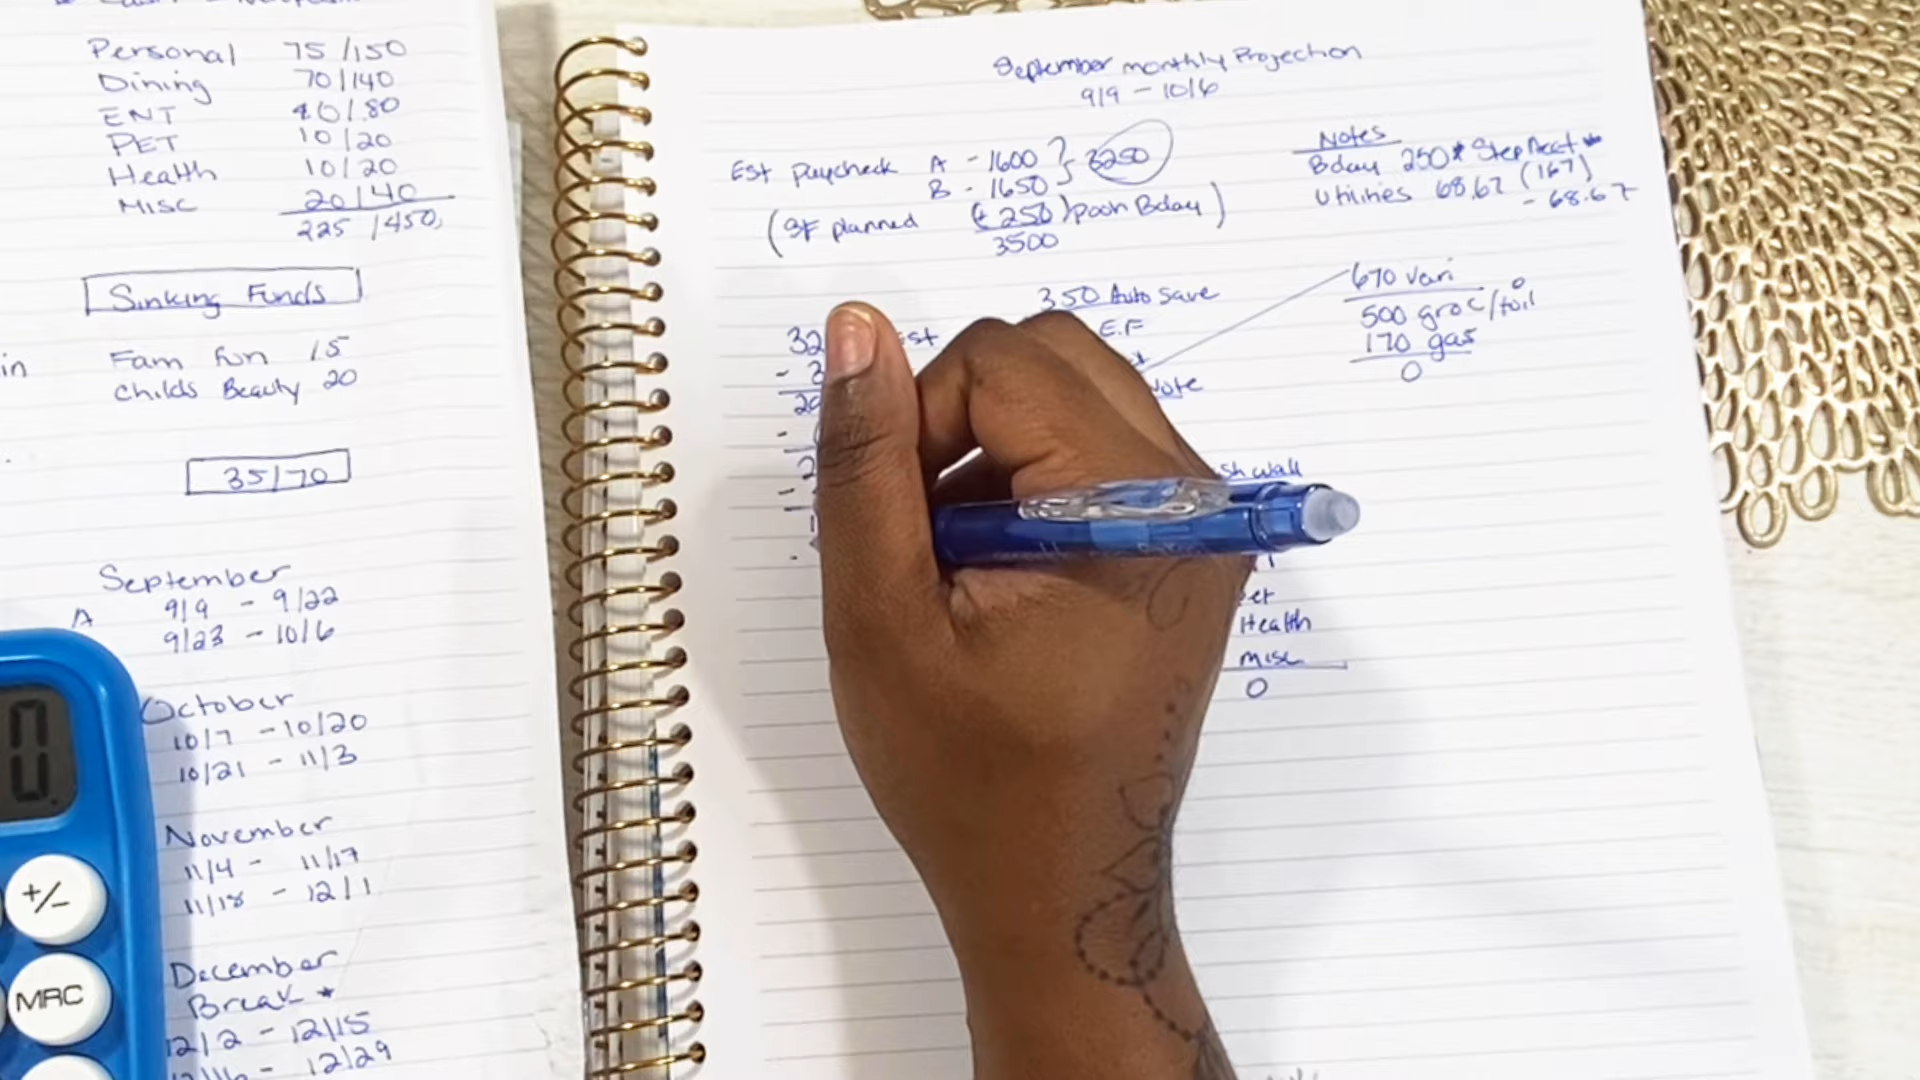 Personal 75/150
Dining 70/140
ENT 40/80
PET 10/20
Health 10/20
MISC 20/40
225/450
Sinking Funds
in
Fam fun 15
Childs Beauty 20
35/70
September
A 9/9 - 9/22
9/23 - 10/6
October
10/7 - 10/20
10/21 - 11/3
November
11/4 - 11/17
11/18 - 12/1
December
Break *
12/2 - 12/15
12/29
+/-
MRC
September monthly Projection
9/9 - 10/6
Est Paycheck A - 1600 } 3250
B - 1650
(SF planned (+250) Pooh Bday)
3500
Notes
Bday 250* Step Meet *
Utilities 68.67 (167)
- 68.67
350 Auto Save
E.F
Note
670 vari
500 groc/toil
170 gas
0
Health
misc
0